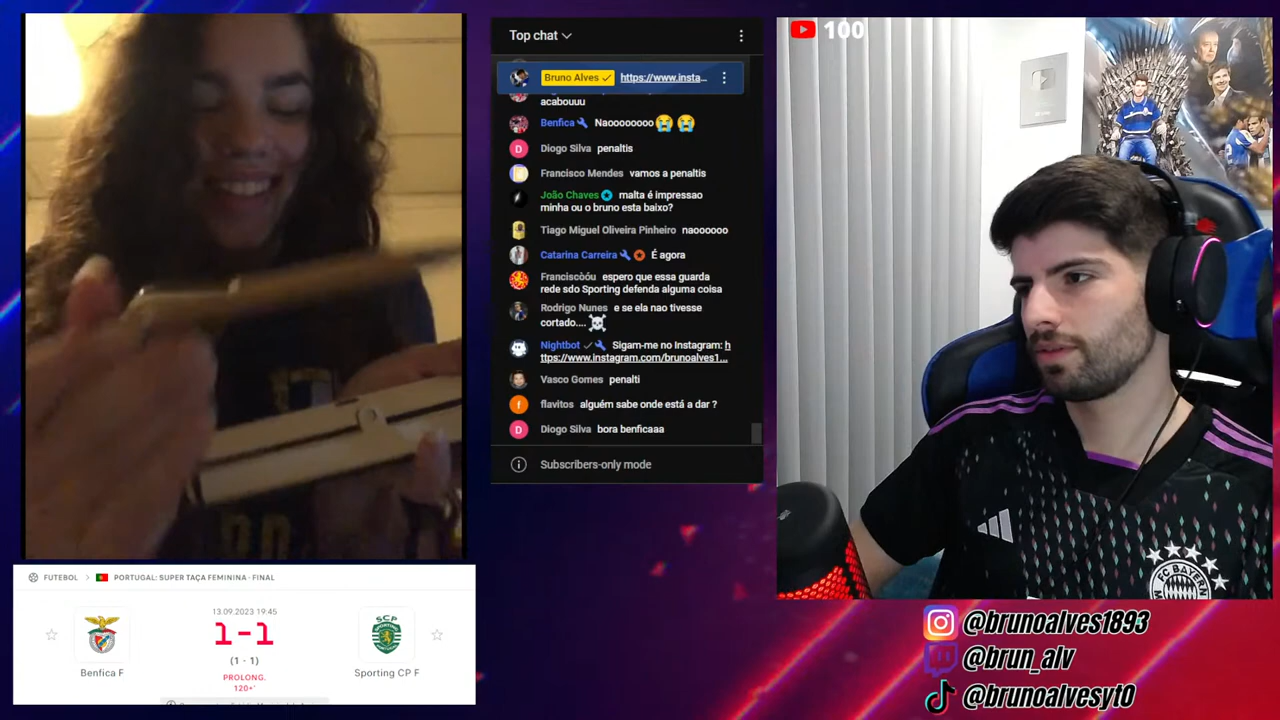 Top chat
Bruno Alves https://www.insta...
acabouuu
Benfica Naoooooooo
Diogo Silva penaltis
Francisco Mendes vamos a penaltis
João Chaves malta é impressao
minha ou o bruno esta baixo?
Tiago Miguel Oliveira Pinheiro naoooooo
Catarina Carreira É agora
Franciscòóu espero que essa guarda
rede sdo Sporting defenda alguma coisa
Rodrigo Nunes e se ela nao tivesse
cortado....
Nightbot Sigam-me no Instagram: h
ttps://www.instagram.com/brunoalves1...
Vasco Gomes penalti
flavitos alguém sabe onde está a dar ?
Diogo Silva bora benficaaa
Subscribers-only mode
100
FC BAYERN
FUTEBOL > PORTUGAL: SUPER TAÇA FEMININA - FINAL
13.09.2023 19:45
1-1
(1 - 1)
PROLONG.
120+'
Benfica F
SCP
Sporting CP F
@brunoalves1893
@brun_alv
@brunoalvesyt0